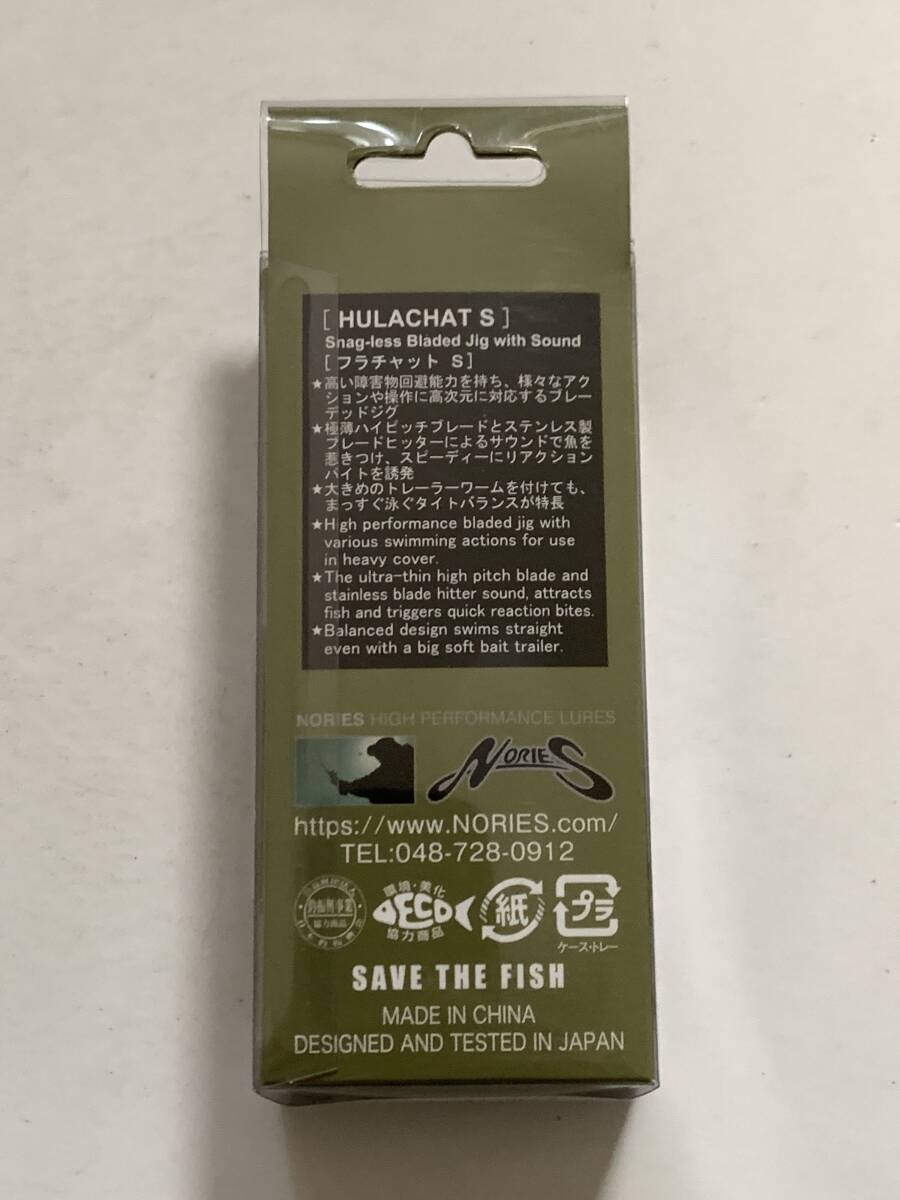 [ HULACHAT S ]
Snag-less Bladed Jig with Sound
[フラチャット S]
★高い障害物回避能力を持ち、様々なアク
ションや操作に高次元に対応するブレー
デッドジグ
★極薄ハイピッチブレードとステンレス製
ブレードヒッターによるサウンドで魚を
惹きつけ、スピーディーにリアクション
バイトを誘発
★大きめのトレーラーワームを付けても、
まっすぐ泳ぐタイトバランスが特長
★High performance bladed jig with
various swimming actions for use
in heavy cover.
★The ultra-thin high pitch blade and
stainless blade hitter sound, attracts
fish and triggers quick reaction bites.
★Balanced design swims straight
even with a big soft bait trailer.
NORIES HIGH PERFORMANCE LURES
NORIES
https://www.NORIES.com/
TEL:048-728-0912
釣振興事業
協力商品
環境・美化
ECO
協力商品
紙
プラ
ケース・トレー
SAVE THE FISH
MADE IN CHINA
DESIGNED AND TESTED IN JAPAN